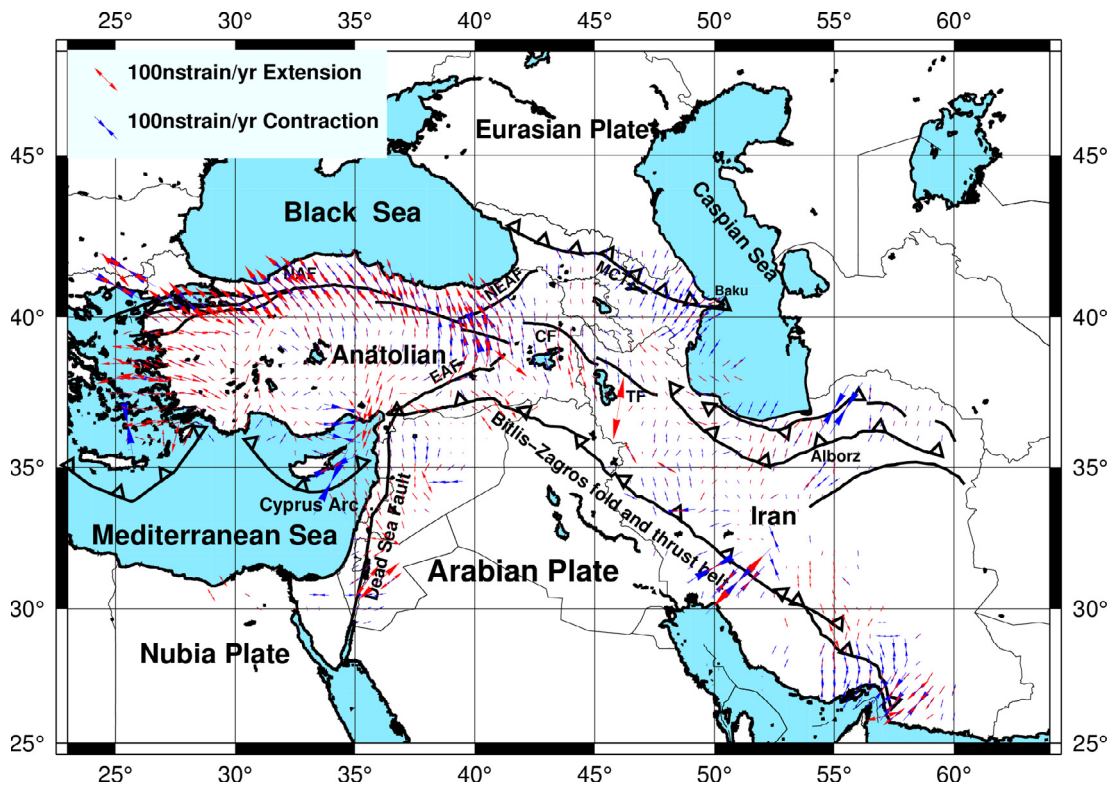 25° 30° 35° 40° 45° 50° 55° 60°
100nstrain/yr Extension
100nstrain/yr Contraction
Eurasian Plate
45° 45°
Caspian Sea
Black Sea
NAF
NEAF
MCT
Baku
40° 40°
CF
Anatolian
EAF
TF
Bitlis-Zagros fold and thrust belt
Alborz
35° 35°
Cyprus Arc
Iran
Mediterranean Sea
Dead Sea Fault
Arabian Plate
30° 30°
Nubia Plate
25° 25°
25° 30° 35° 40° 45° 50° 55° 60°